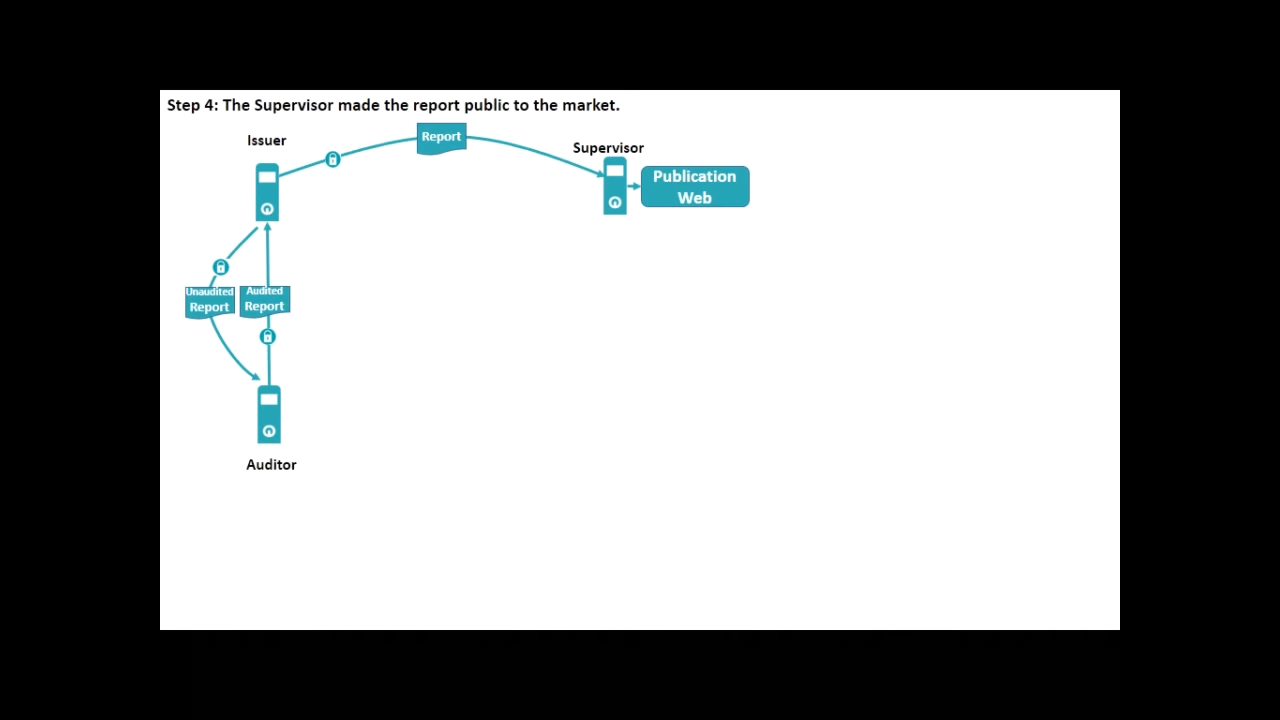 Step 4: The Supervisor made the report public to the market.
Issuer
Report
Supervisor
Publication
Web
Unaudited
Report
Audited
Report
Auditor